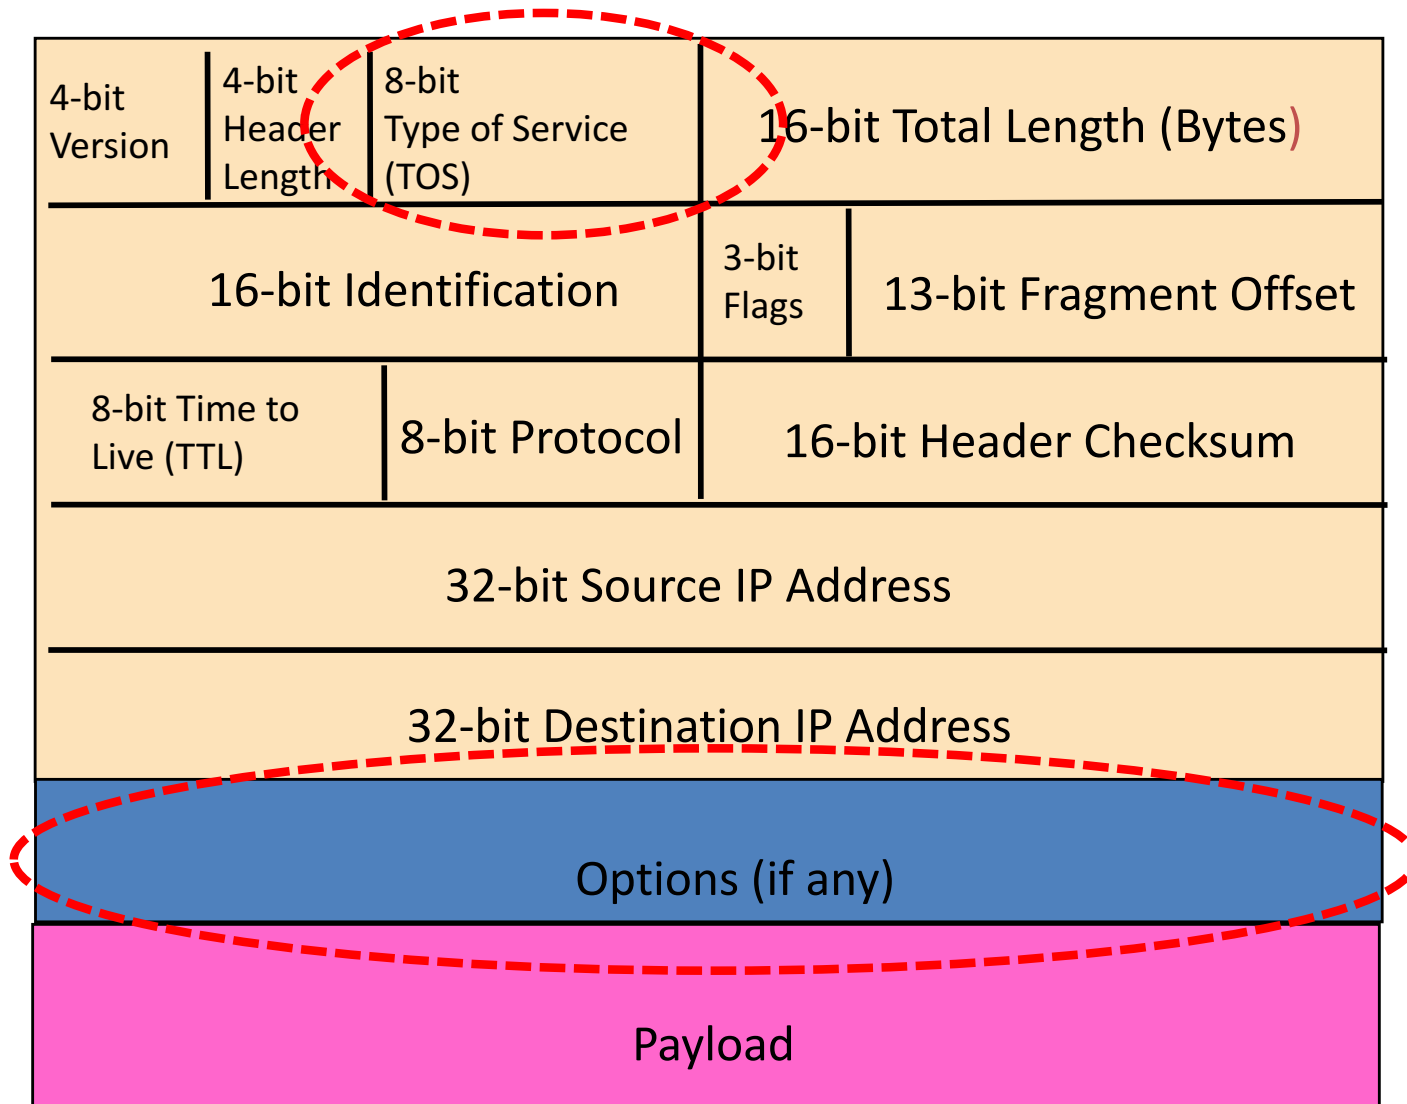 4-bit
Version
4-bit
Header
Length
8-bit
Type of Service
(TOS)
16-bit Total Length (Bytes)
16-bit Identification
3-bit
Flags
13-bit Fragment Offset
8-bit Time to
Live (TTL)
8-bit Protocol
16-bit Header Checksum
32-bit Source IP Address
32-bit Destination IP Address
Options (if any)
Payload